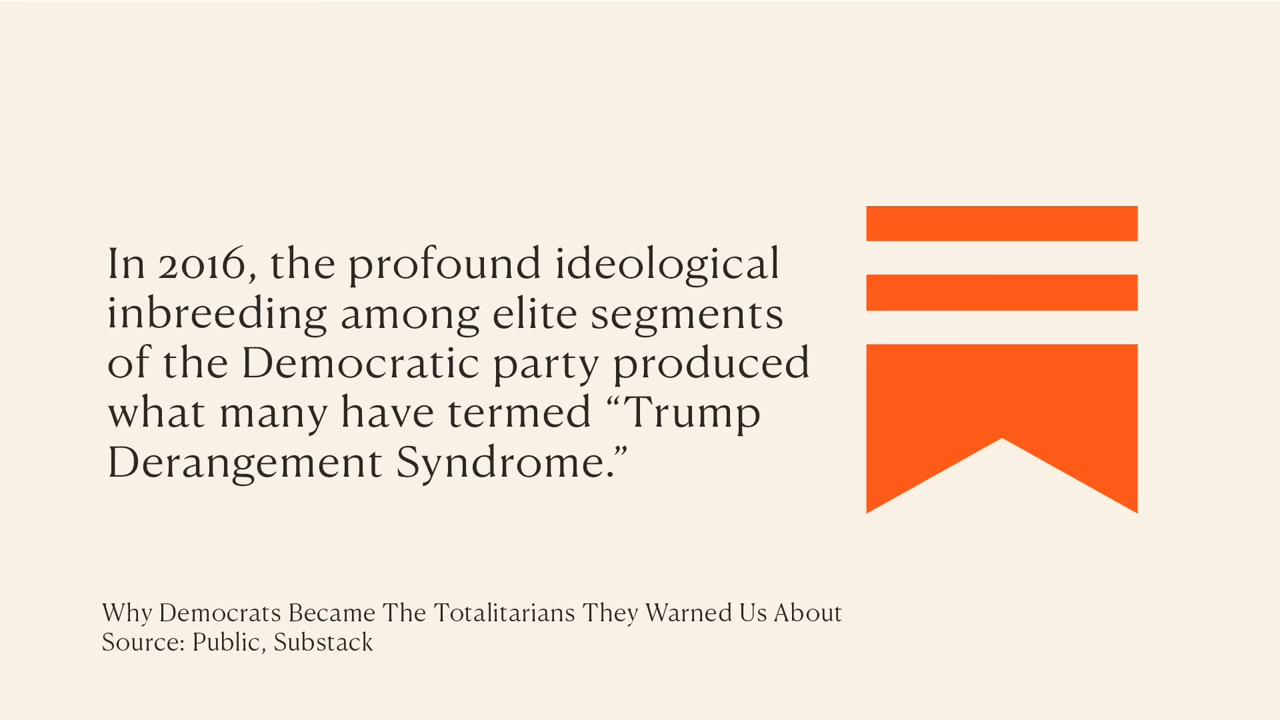 In 2016, the profound ideological
inbreeding among elite segments
of the Democratic party produced
what many have termed “Trump
Derangement Syndrome.”
Why Democrats Became The Totalitarians They Warned Us About
Source: Public, Substack